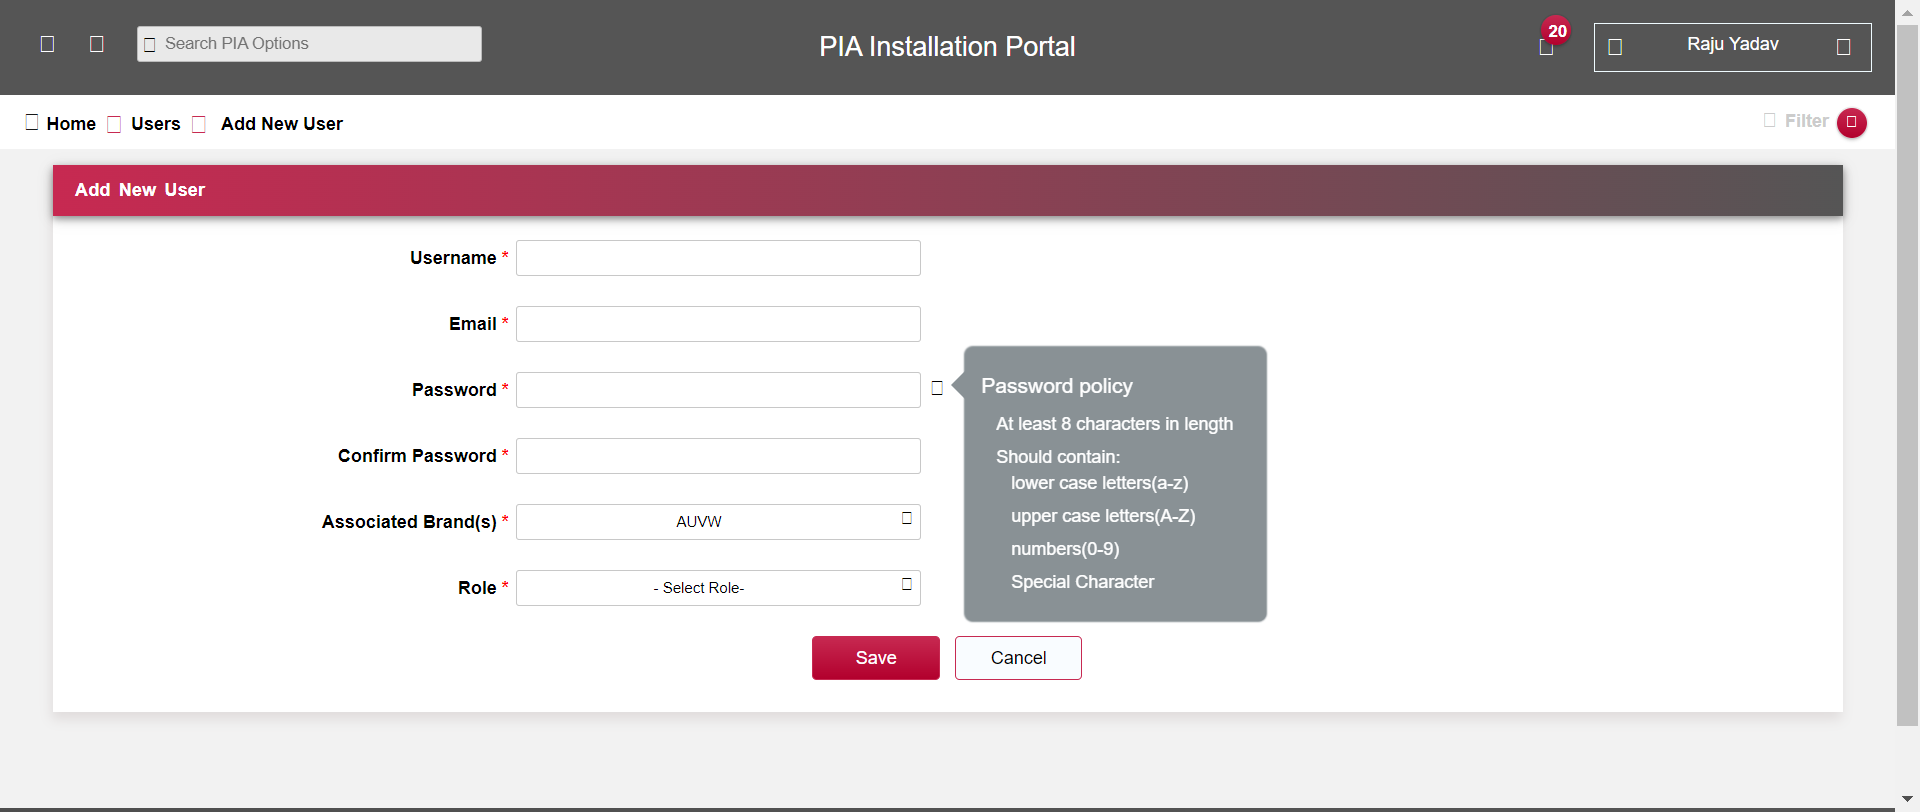 Search PIA Options
PIA Installation Portal
20
Raju Yadav
Home Users Add New User
Filter
Add New User
Username *
Email *
Password *
Password policy
At least 8 characters in length
Should contain:
lower case letters(a-z)
upper case letters(A-Z)
numbers(0-9)
Special Character
Confirm Password *
Associated Brand(s) *
AUVW
Role *
- Select Role-
Save
Cancel